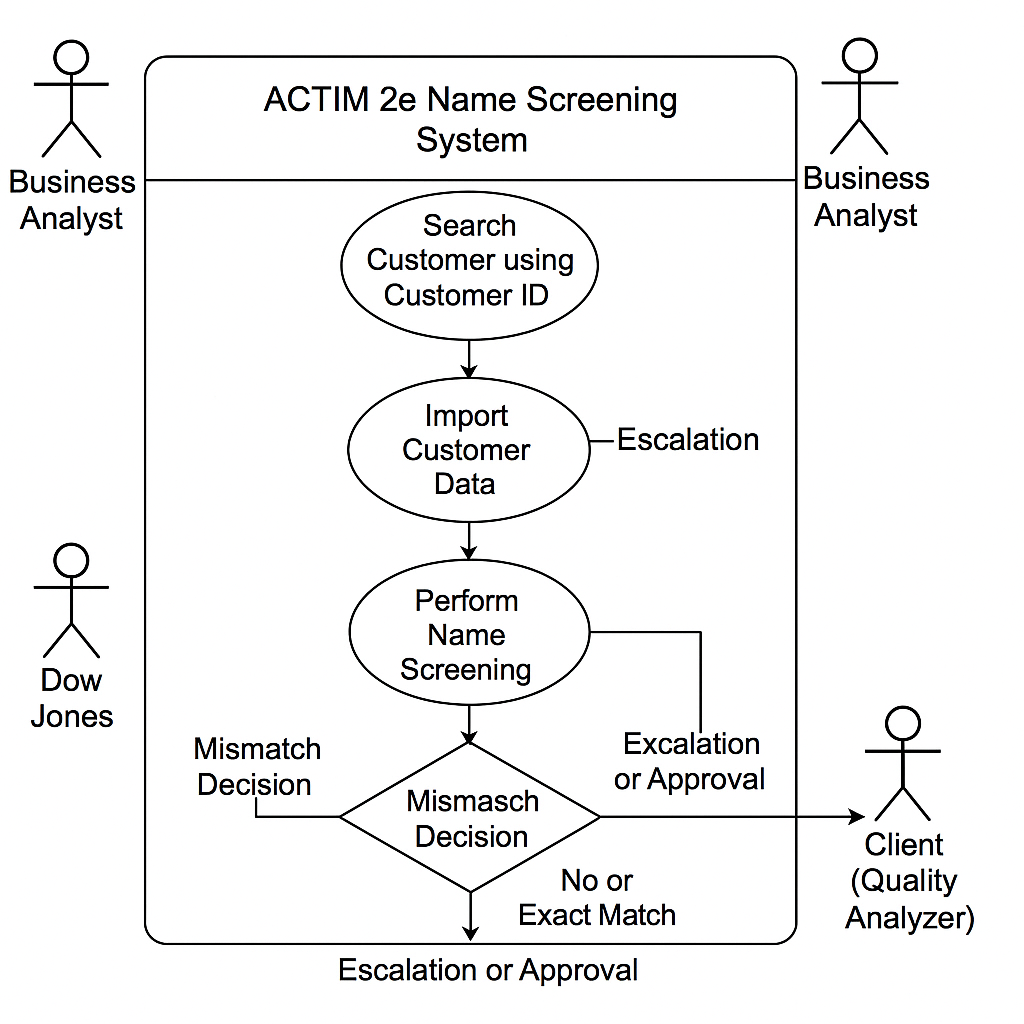 ACTIM 2e Name Screening
System
Business
Analyst
Business
Analyst
Search
Customer using
Customer ID
Import
Customer
Data
Escalation
Perform
Name
Screening
Dow
Jones
Mismatch
Decision
Excalation
or Approval
Mismasch
Decision
Client
(Quality
Analyzer)
No or
Exact Match
Escalation or Approval